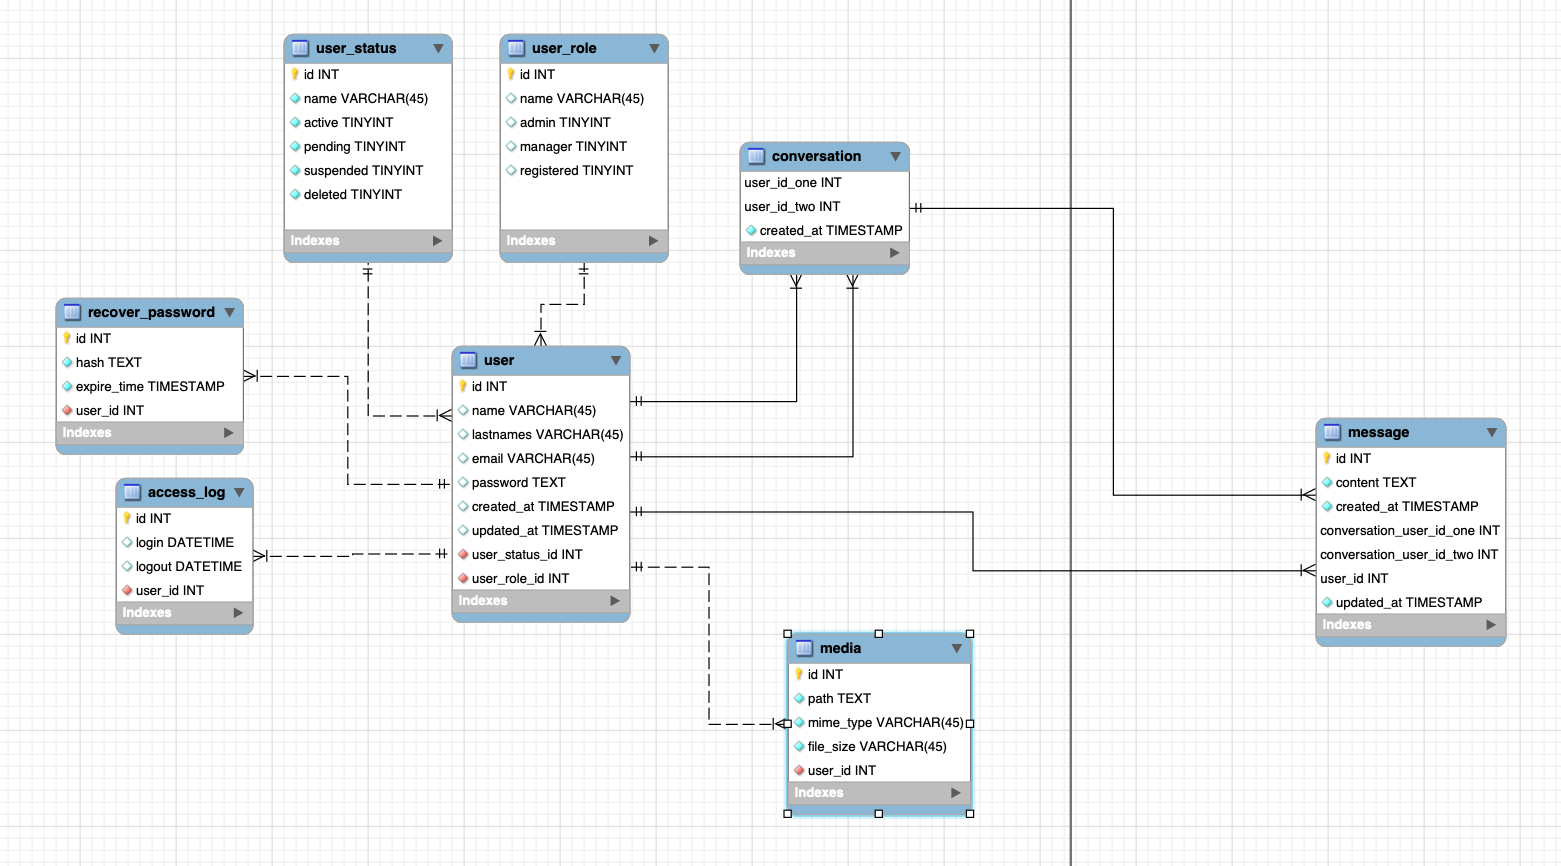 user_status
id INT
name VARCHAR(45)
active TINYINT
pending TINYINT
suspended TINYINT
deleted TINYINT
Indexes
user_role
id INT
name VARCHAR(45)
admin TINYINT
manager TINYINT
registered TINYINT
Indexes
conversation
user_id_one INT
user_id_two INT
created_at TIMESTAMP
Indexes
recover_password
id INT
hash TEXT
expire_time TIMESTAMP
user_id INT
Indexes
user
id INT
name VARCHAR(45)
lastnames VARCHAR(45)
email VARCHAR(45)
password TEXT
created_at TIMESTAMP
updated_at TIMESTAMP
user_status_id INT
user_role_id INT
Indexes
access_log
id INT
login DATETIME
logout DATETIME
user_id INT
Indexes
message
id INT
content TEXT
created_at TIMESTAMP
conversation_user_id_one INT
conversation_user_id_two INT
user_id INT
updated_at TIMESTAMP
Indexes
media
id INT
path TEXT
mime_type VARCHAR(45)
file_size VARCHAR(45)
user_id INT
Indexes